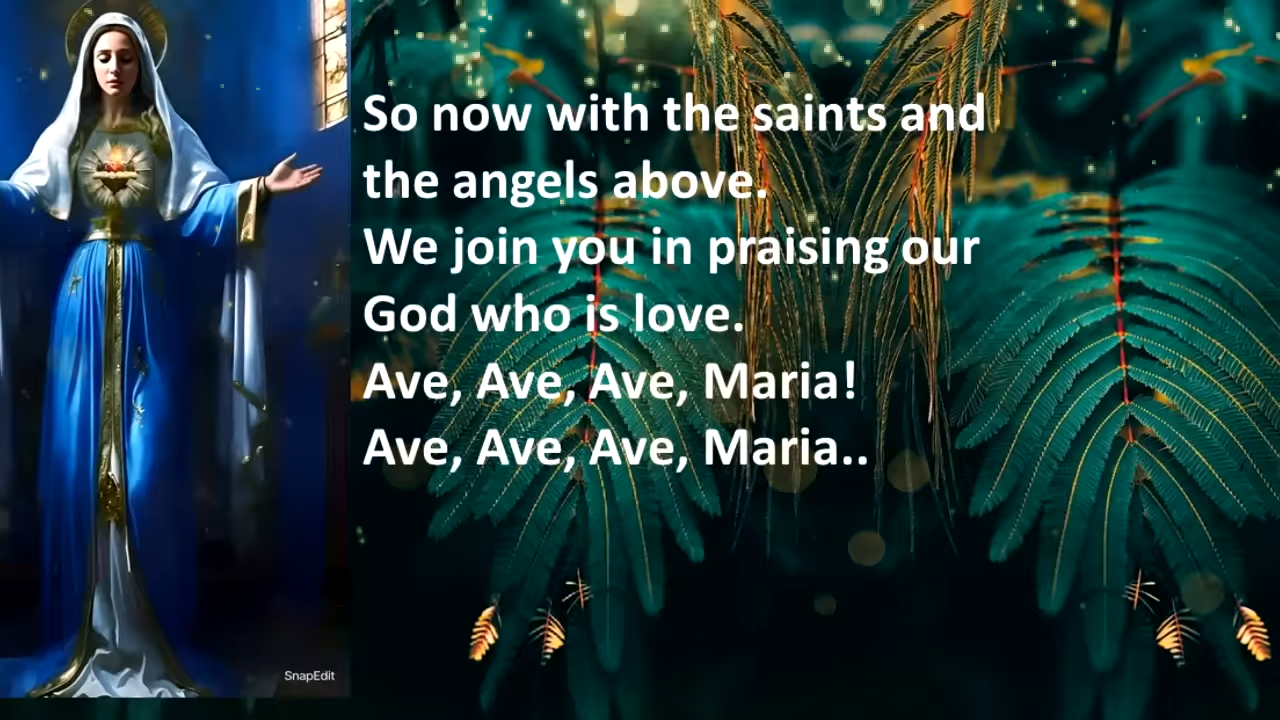 So now with the saints and
the angels above.
We join you in praising our
God who is love.
Ave, Ave, Ave, Maria!
Ave, Ave, Ave, Maria..
SnapEdit